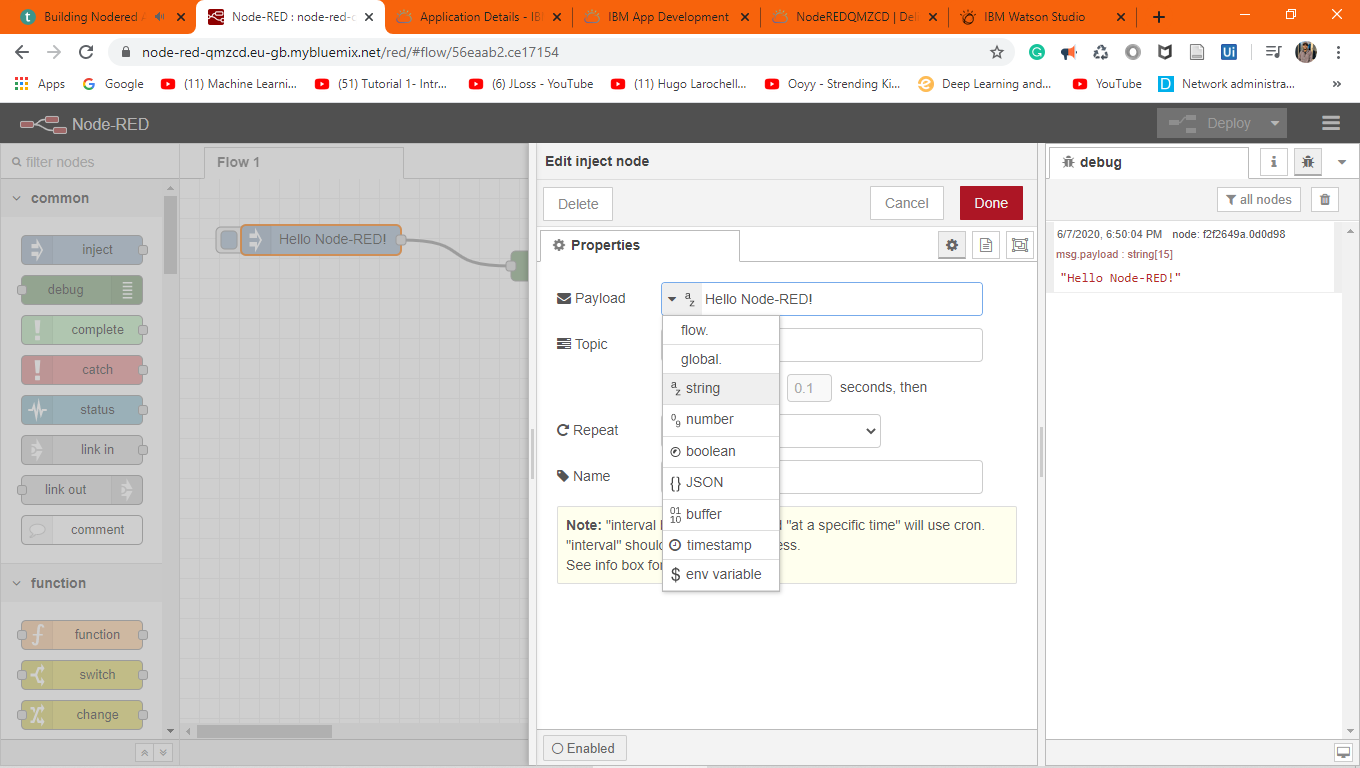 Building Nodered
Node-RED : node-red-
Application Details - IB
IBM App Development
NodeREDQMZCD | Del
IBM Watson Studio
node-red-qmzcd.eu-gb.mybluemix.net/red/#flow/56eaab2.ce17154
Apps
Google
(11) Machine Learni...
(51) Tutorial 1- Intr...
(6) JLoss - YouTube
(11) Hugo Larochell...
Ooyy - Strending Ki...
Deep Learning and...
YouTube
Network administra...
Node-RED
Deploy
filter nodes
Flow 1
Edit inject node
debug
i
common
Delete
Cancel
Done
all nodes
inject
Hello Node-RED!
Properties
6/7/2020, 6:50:04 PM node: f2f2649a.0d0d98
msg.payload : string[15]
"Hello Node-RED!"
debug
Payload
Hello Node-RED!
complete
flow.
Topic
global.
catch
string
0.1
seconds, then
status
number
Repeat
link in
boolean
Name
JSON
link out
buffer
Note: "interval
"at a specific time" will use cron.
comment
timestamp
"interval" shoul
ess.
See info box for
env variable
function
function
switch
change
Enabled